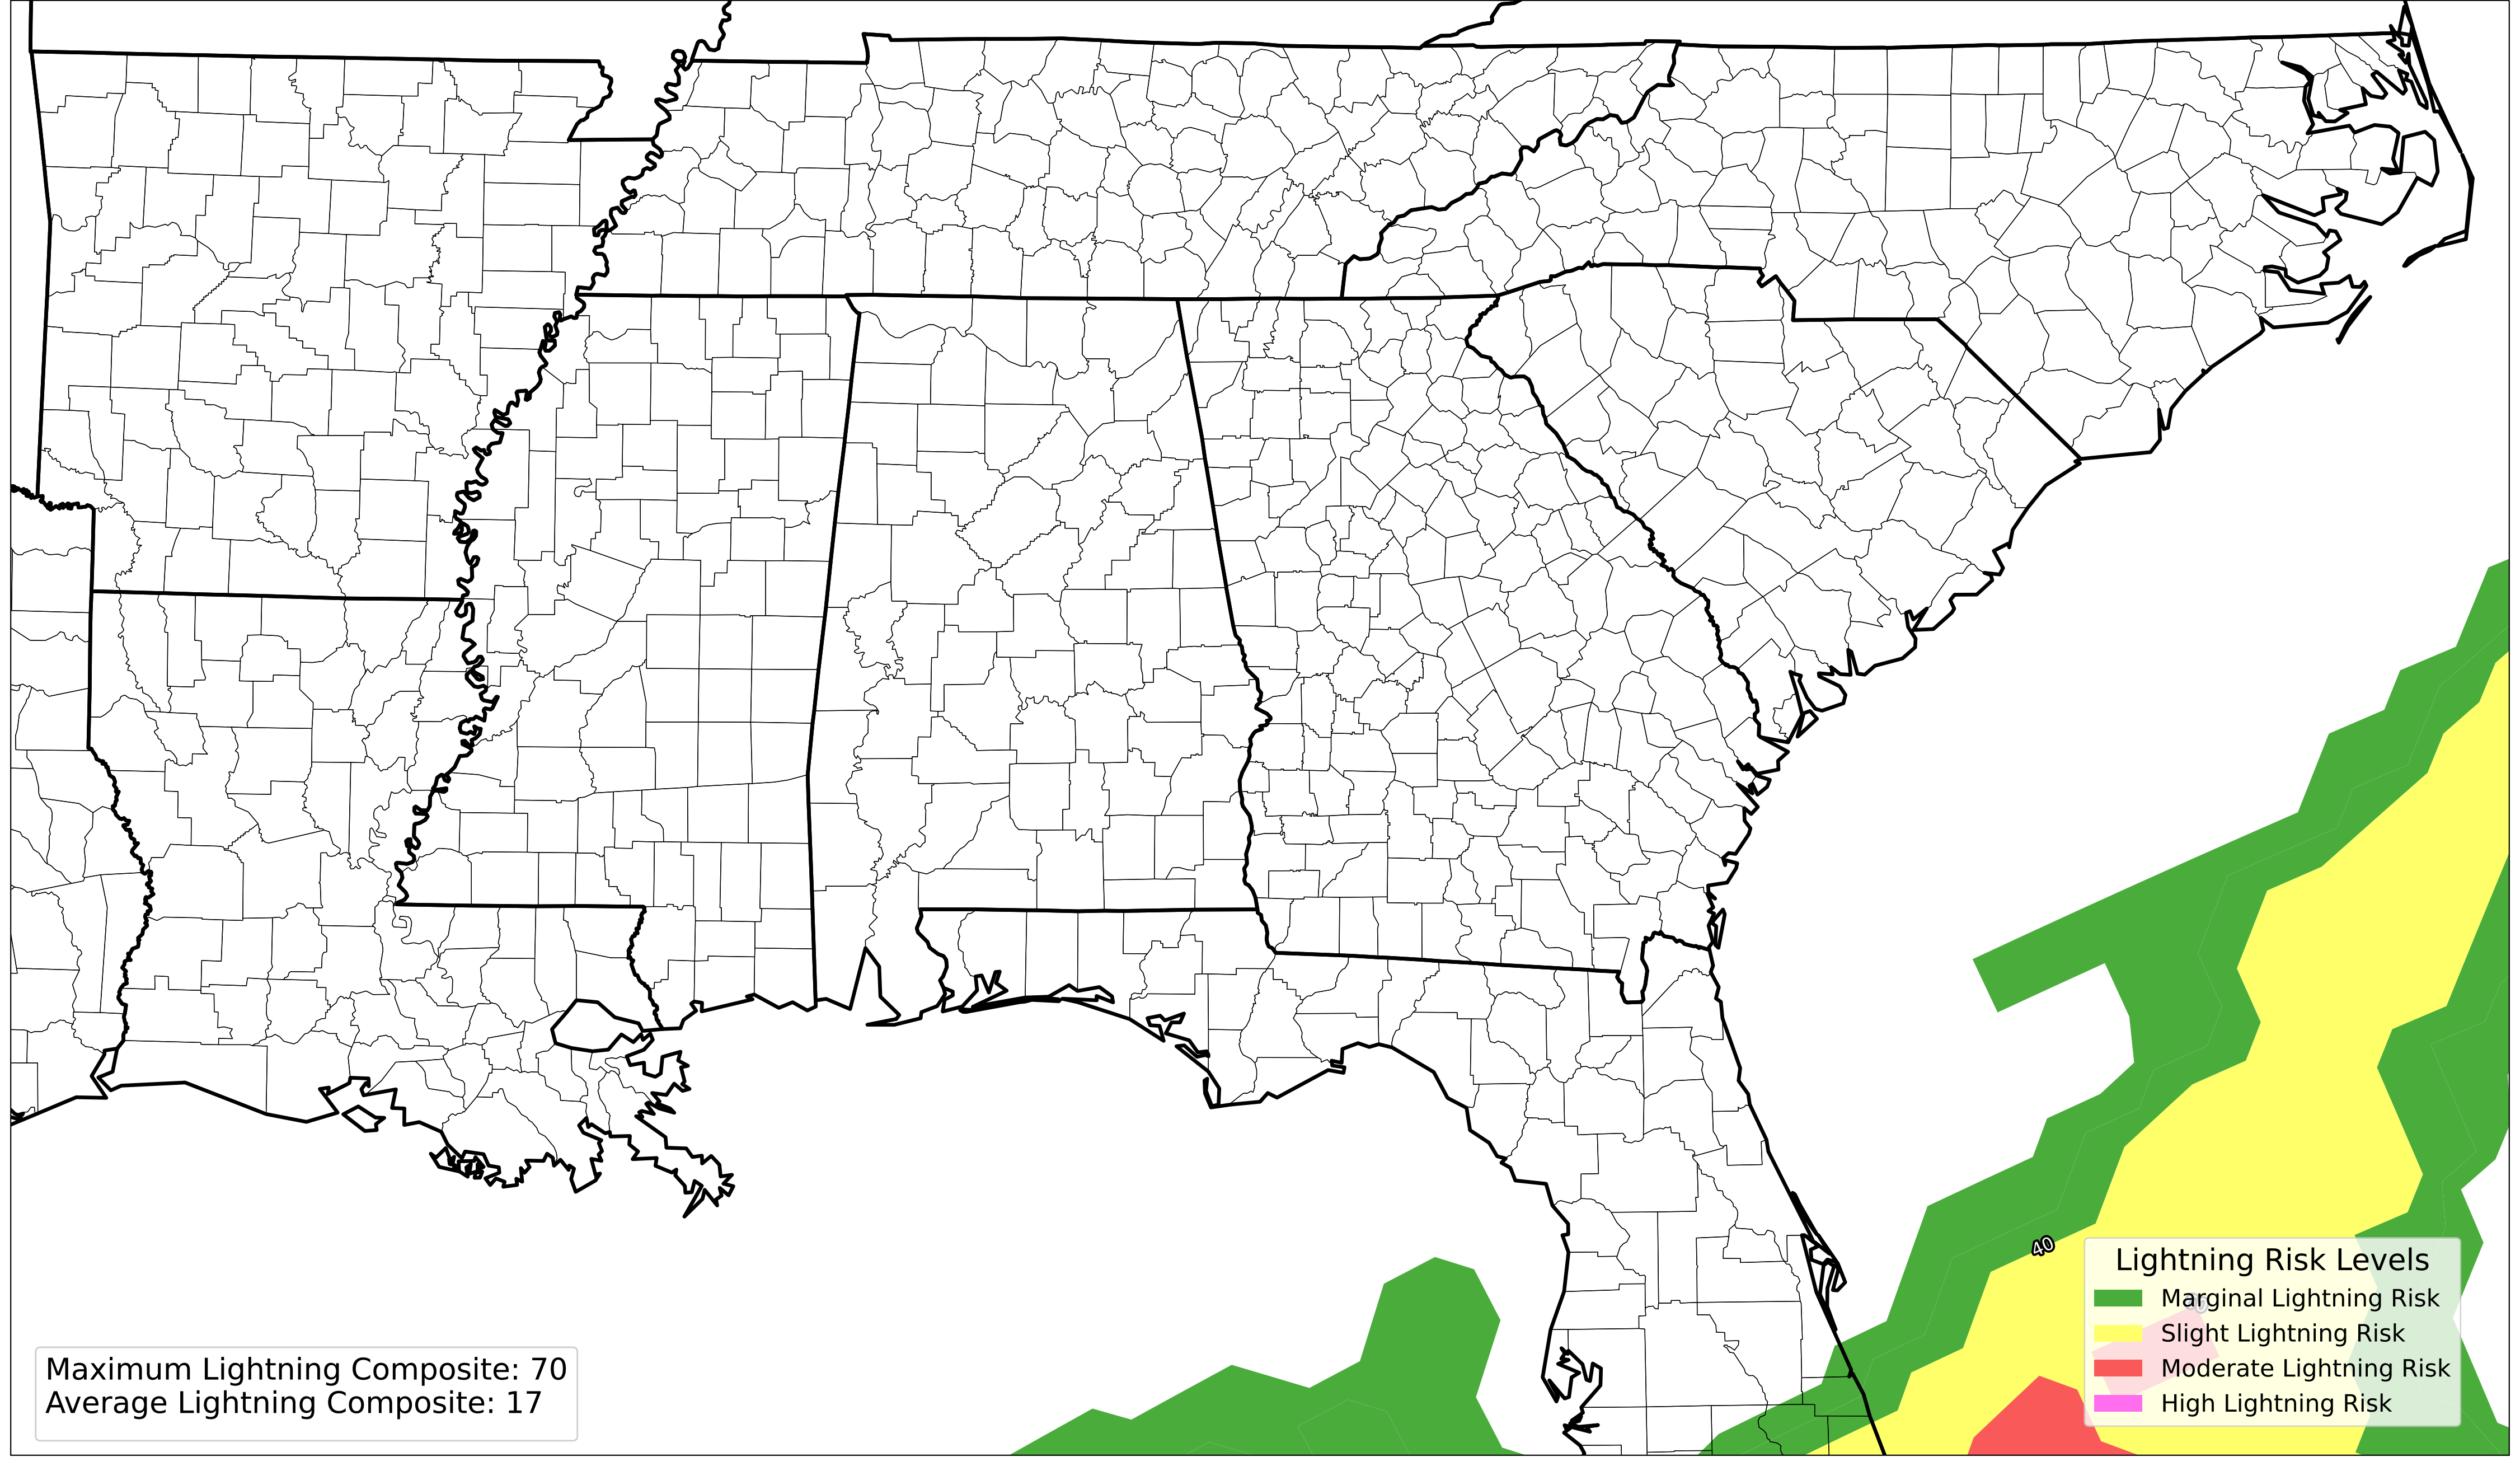 40
Lightning Risk Levels
Marginal Lightning Risk
Slight Lightning Risk
Moderate Lightning Risk
High Lightning Risk
Maximum Lightning Composite: 70
Average Lightning Composite: 17